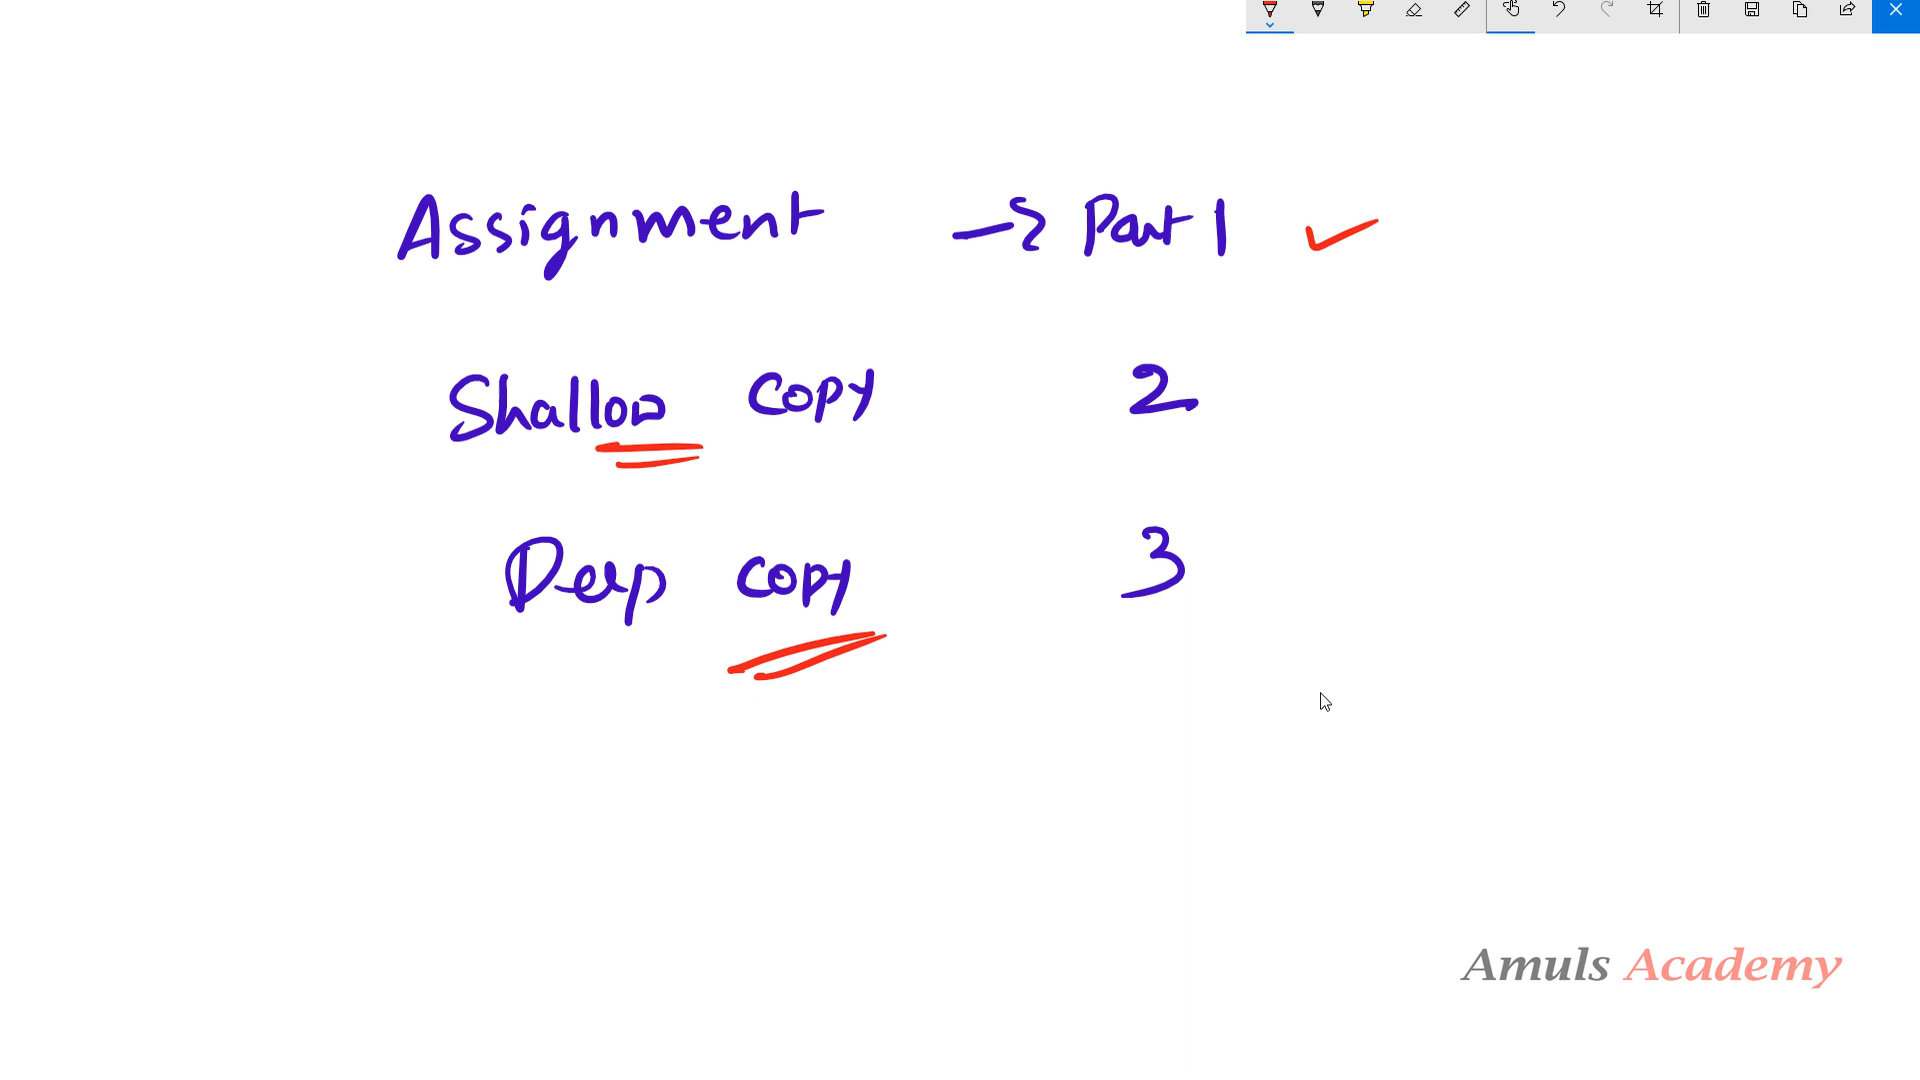 Assignment → Part 1 ✓
Shallow copy 2
Deep copy 3
Amuls Academy